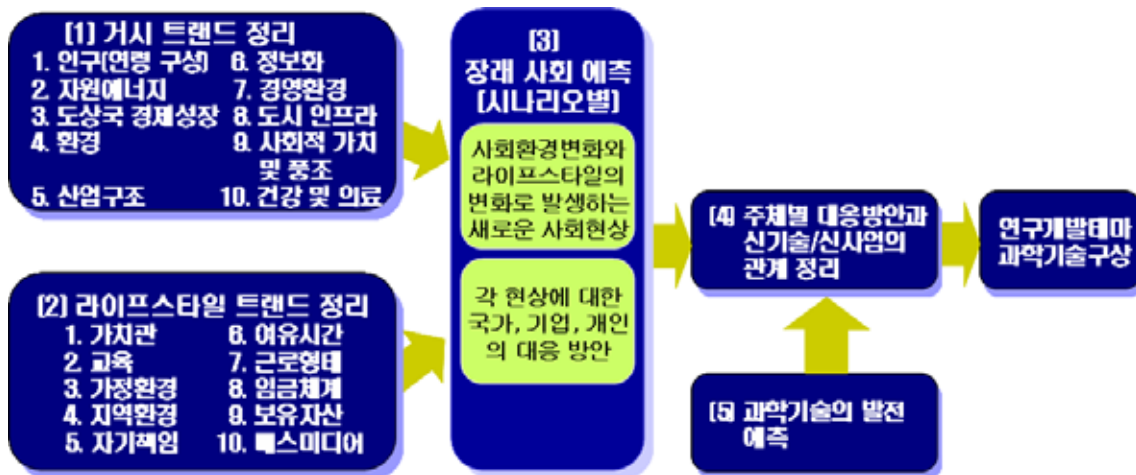 (1) 거시 트랜드 정리
1. 인구(연령 구성) 6. 정보화
2. 자원에너지 7. 경영환경
3. 도상국 경제성장 8. 도시 인프라
4. 환경 9. 사회적 가치
및 풍조
5. 산업구조 10. 건강 및 의료
(2) 라이프스타일 트랜드 정리
1. 가치관 6. 여유시간
2. 교육 7. 근로형태
3. 가정환경 8. 임금체계
4. 지역환경 9. 보유자산
5. 자기책임 10. 매스미디어
(3)
장래 사회 예측
(시나리오별)
사회환경변화와
라이프스타일의
변화로 발생하는
새로운 사회현상
각 현상에 대한
국가, 기업, 개인
의 대응 방안
(4) 주체별 대응방안과
신기술/신사업의
관계 정리
(5) 과학기술의 발전
예측
연구개발테마
과학기술구상